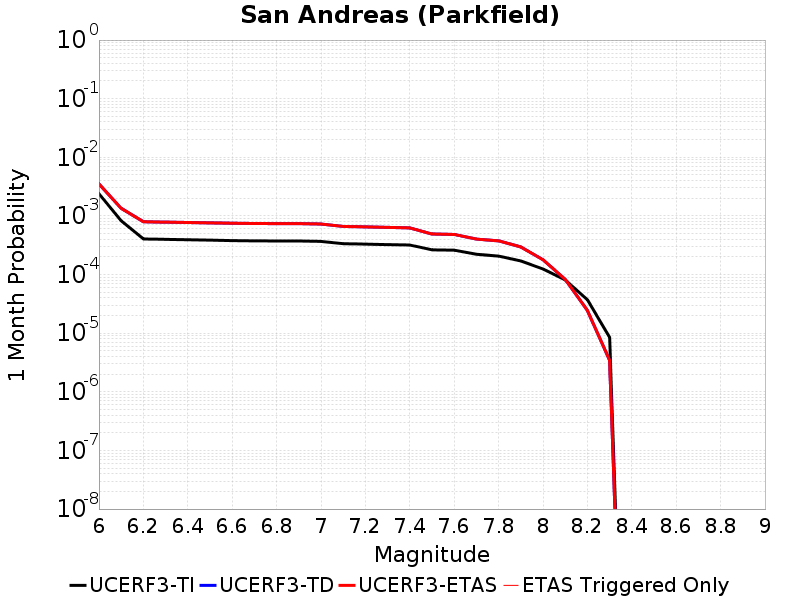 San Andreas (Parkfield)
1 Month Probability
10^0
10^-1
10^-2
10^-3
10^-4
10^-5
10^-6
10^-7
10^-8
6 6.2 6.4 6.6 6.8 7 7.2 7.4 7.6 7.8 8 8.2 8.4 8.6 8.8 9
Magnitude
UCERF3-TI UCERF3-TD UCERF3-ETAS ETAS Triggered Only